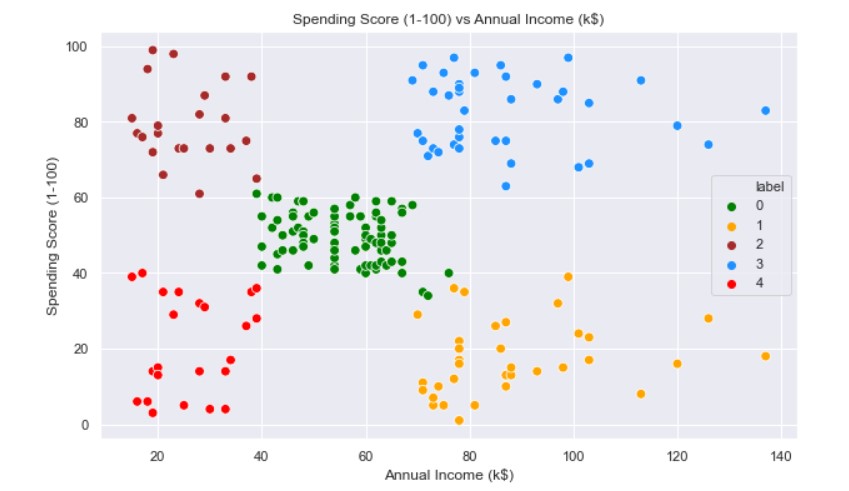 Spending Score (1-100) vs Annual Income (k$)
100
80
60
40
20
0
Spending Score (1-100)
label
0
1
2
3
4
20 40 60 80 100 120 140
Annual Income (k$)